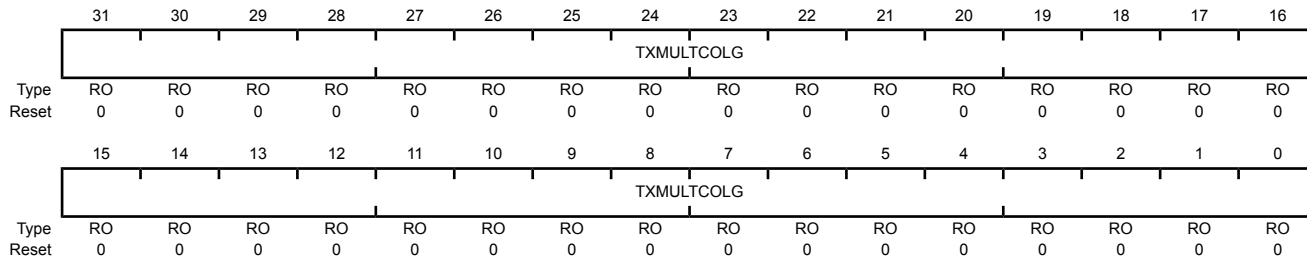 31 30 29 28 27 26 25 24 23 22 21 20 19 18 17 16
TXMULTCOLG
Type RO RO RO RO RO RO RO RO RO RO RO RO RO RO RO RO
Reset 0 0 0 0 0 0 0 0 0 0 0 0 0 0 0 0
15 14 13 12 11 10 9 8 7 6 5 4 3 2 1 0
TXMULTCOLG
Type RO RO RO RO RO RO RO RO RO RO RO RO RO RO RO RO
Reset 0 0 0 0 0 0 0 0 0 0 0 0 0 0 0 0